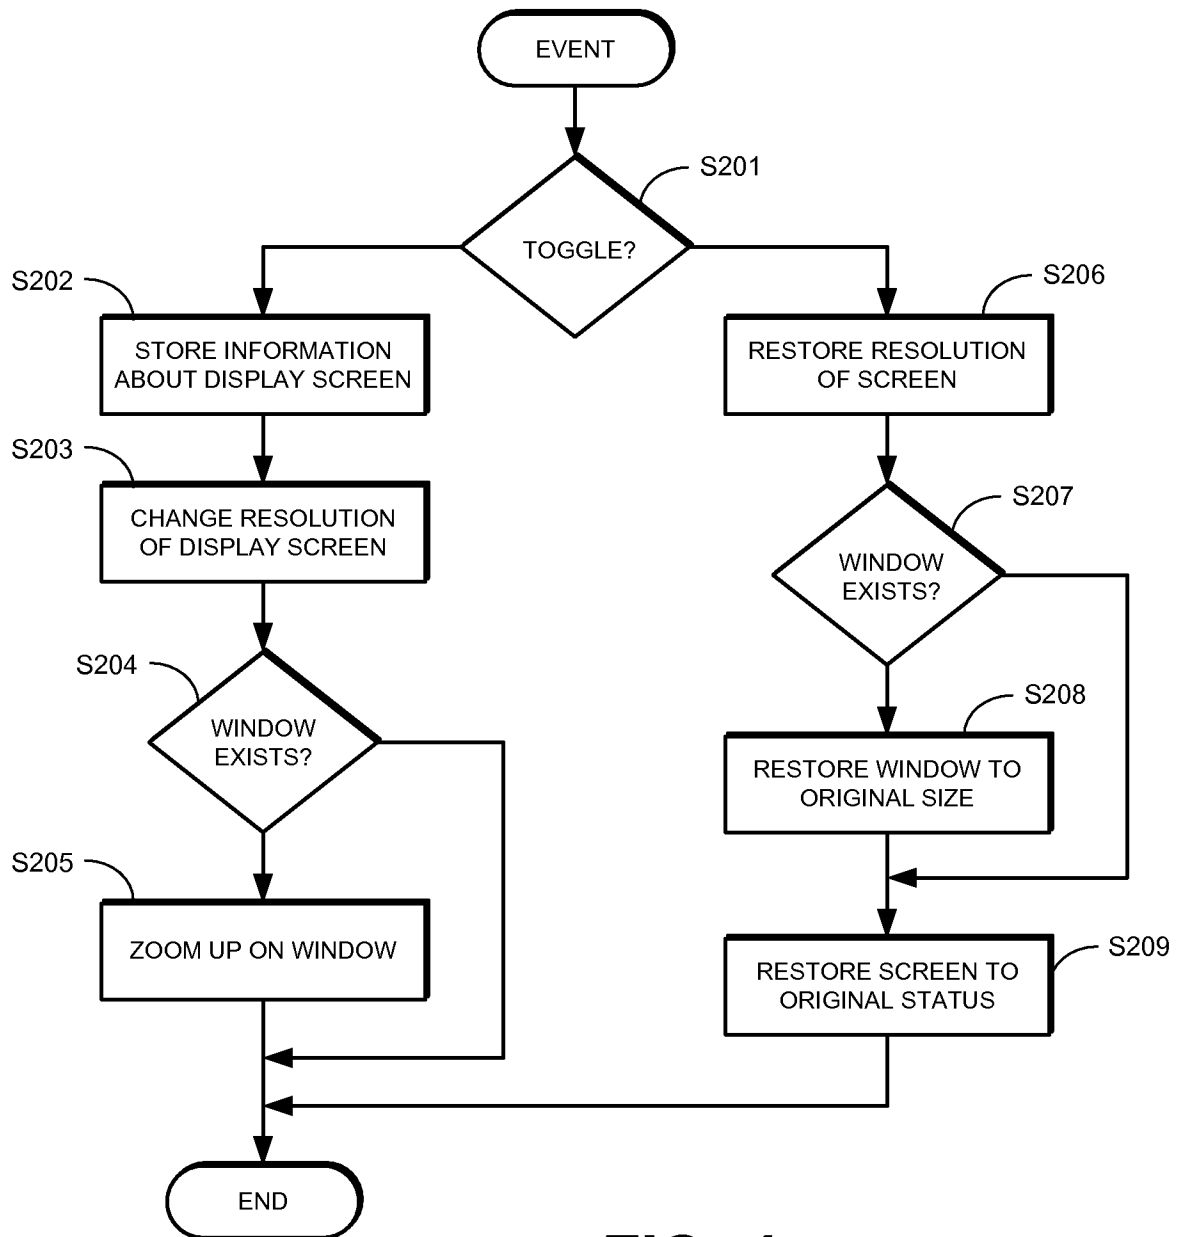 EVENT
S201
TOGGLE?
S202
STORE INFORMATION
ABOUT DISPLAY SCREEN
S203
CHANGE RESOLUTION
OF DISPLAY SCREEN
S204
WINDOW
EXISTS?
S205
ZOOM UP ON WINDOW
S206
RESTORE RESOLUTION
OF SCREEN
S207
WINDOW
EXISTS?
S208
RESTORE WINDOW TO
ORIGINAL SIZE
S209
RESTORE SCREEN TO
ORIGINAL STATUS
END